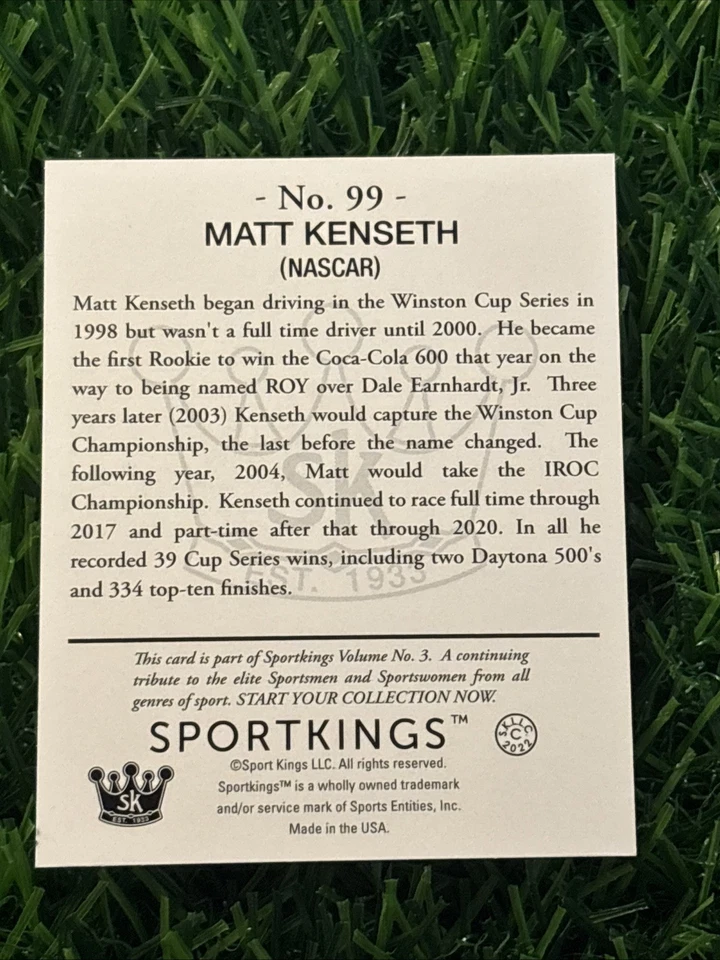 - No. 99 -
MATT KENSETH
(NASCAR)
Matt Kenseth began driving in the Winston Cup Series in
1998 but wasn't a full time driver until 2000. He became
the first Rookie to win the Coca-Cola 600 that year on the
way to being named ROY over Dale Earnhardt, Jr. Three
years later (2003) Kenseth would capture the Winston Cup
Championship, the last before the name changed. The
following year, 2004, Matt would take the IROC
Championship. Kenseth continued to race full time through
2017 and part-time after that through 2020. In all he
recorded 39 Cup Series wins, including two Daytona 500's
and 334 top-ten finishes.
SK
EST. 1933
This card is part of Sportkings Volume No. 3. A continuing
tribute to the elite Sportsmen and Sportswomen from all
genres of sport. START YOUR COLLECTION NOW.
SPORTKINGS™
SKLLC
C
2022
©Sport Kings LLC. All rights reserved.
Sportkings™ is a wholly owned trademark
and/or service mark of Sports Entities, Inc.
Made in the USA.
SK
EST. 1933